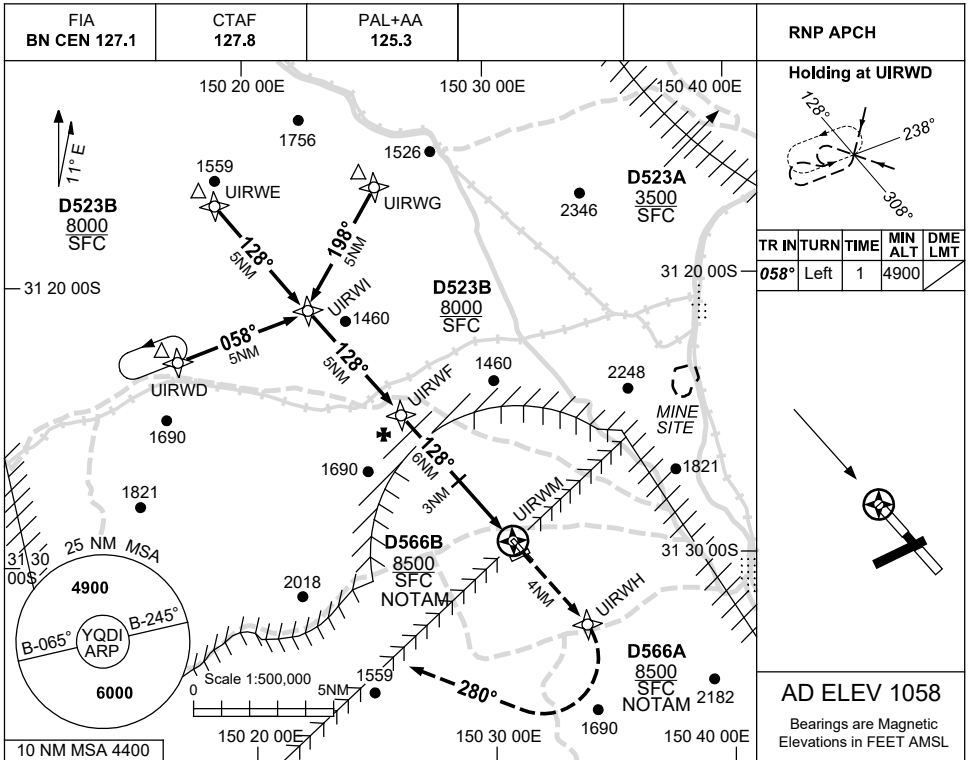 FIA
BN CEN 127.1
CTAF
127.8
PAL+AA
125.3
RNP APCH
150 20 00E
150 30 00E
150 40 00E
11° E
1756
1559
1526
UIRWE
UIRWG
D523B
8000
SFC
D523A
3500
SFC
2346
128°
5NM
198°
5NM
31 20 00S
31 20 00S
UIRWI
1460
D523B
8000
SFC
058°
5NM
UIRWD
128°
5NM
UIRWF
1460
2248
MINE
SITE
1690
1690
128°
6NM
3NM
1821
1821
UIRWM
31 30
00S
31 30 00S
25 NM MSA
4900
B-065°
B-245°
YQDI
ARP
6000
10 NM MSA 4400
D566B
8500
SFC
NOTAM
2018
4NM
UIRWH
D566A
8500
SFC
NOTAM
2182
Scale 1:500,000
0
5NM
1559
280°
1690
150 20 00E
150 30 00E
150 40 00E
Holding at UIRWD
128°
238°
308°
TR IN TURN TIME MIN ALT DME LMT
058° Left 1 4900
AD ELEV 1058
Bearings are Magnetic
Elevations in FEET AMSL